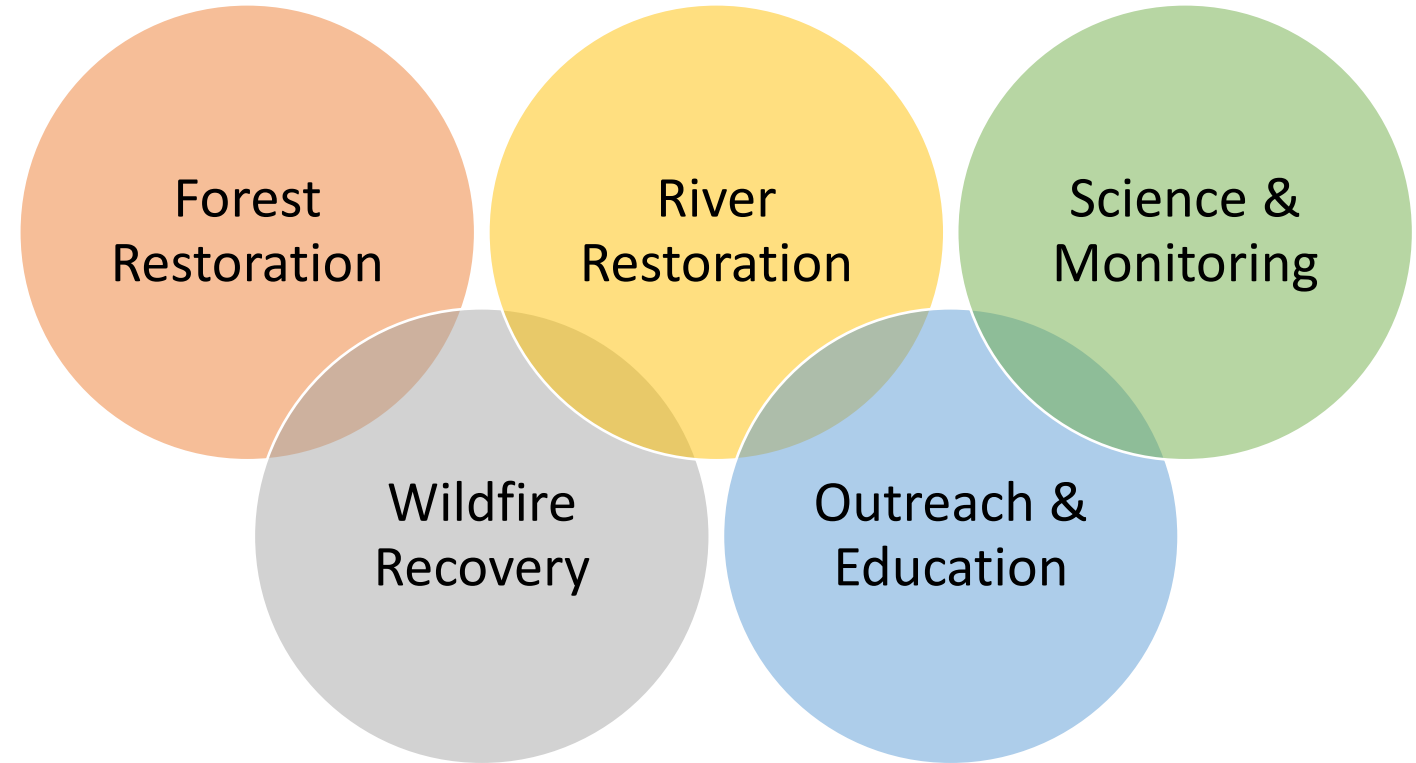 Forest
Restoration
River
Restoration
Science &
Monitoring
Wildfire
Recovery
Outreach &
Education